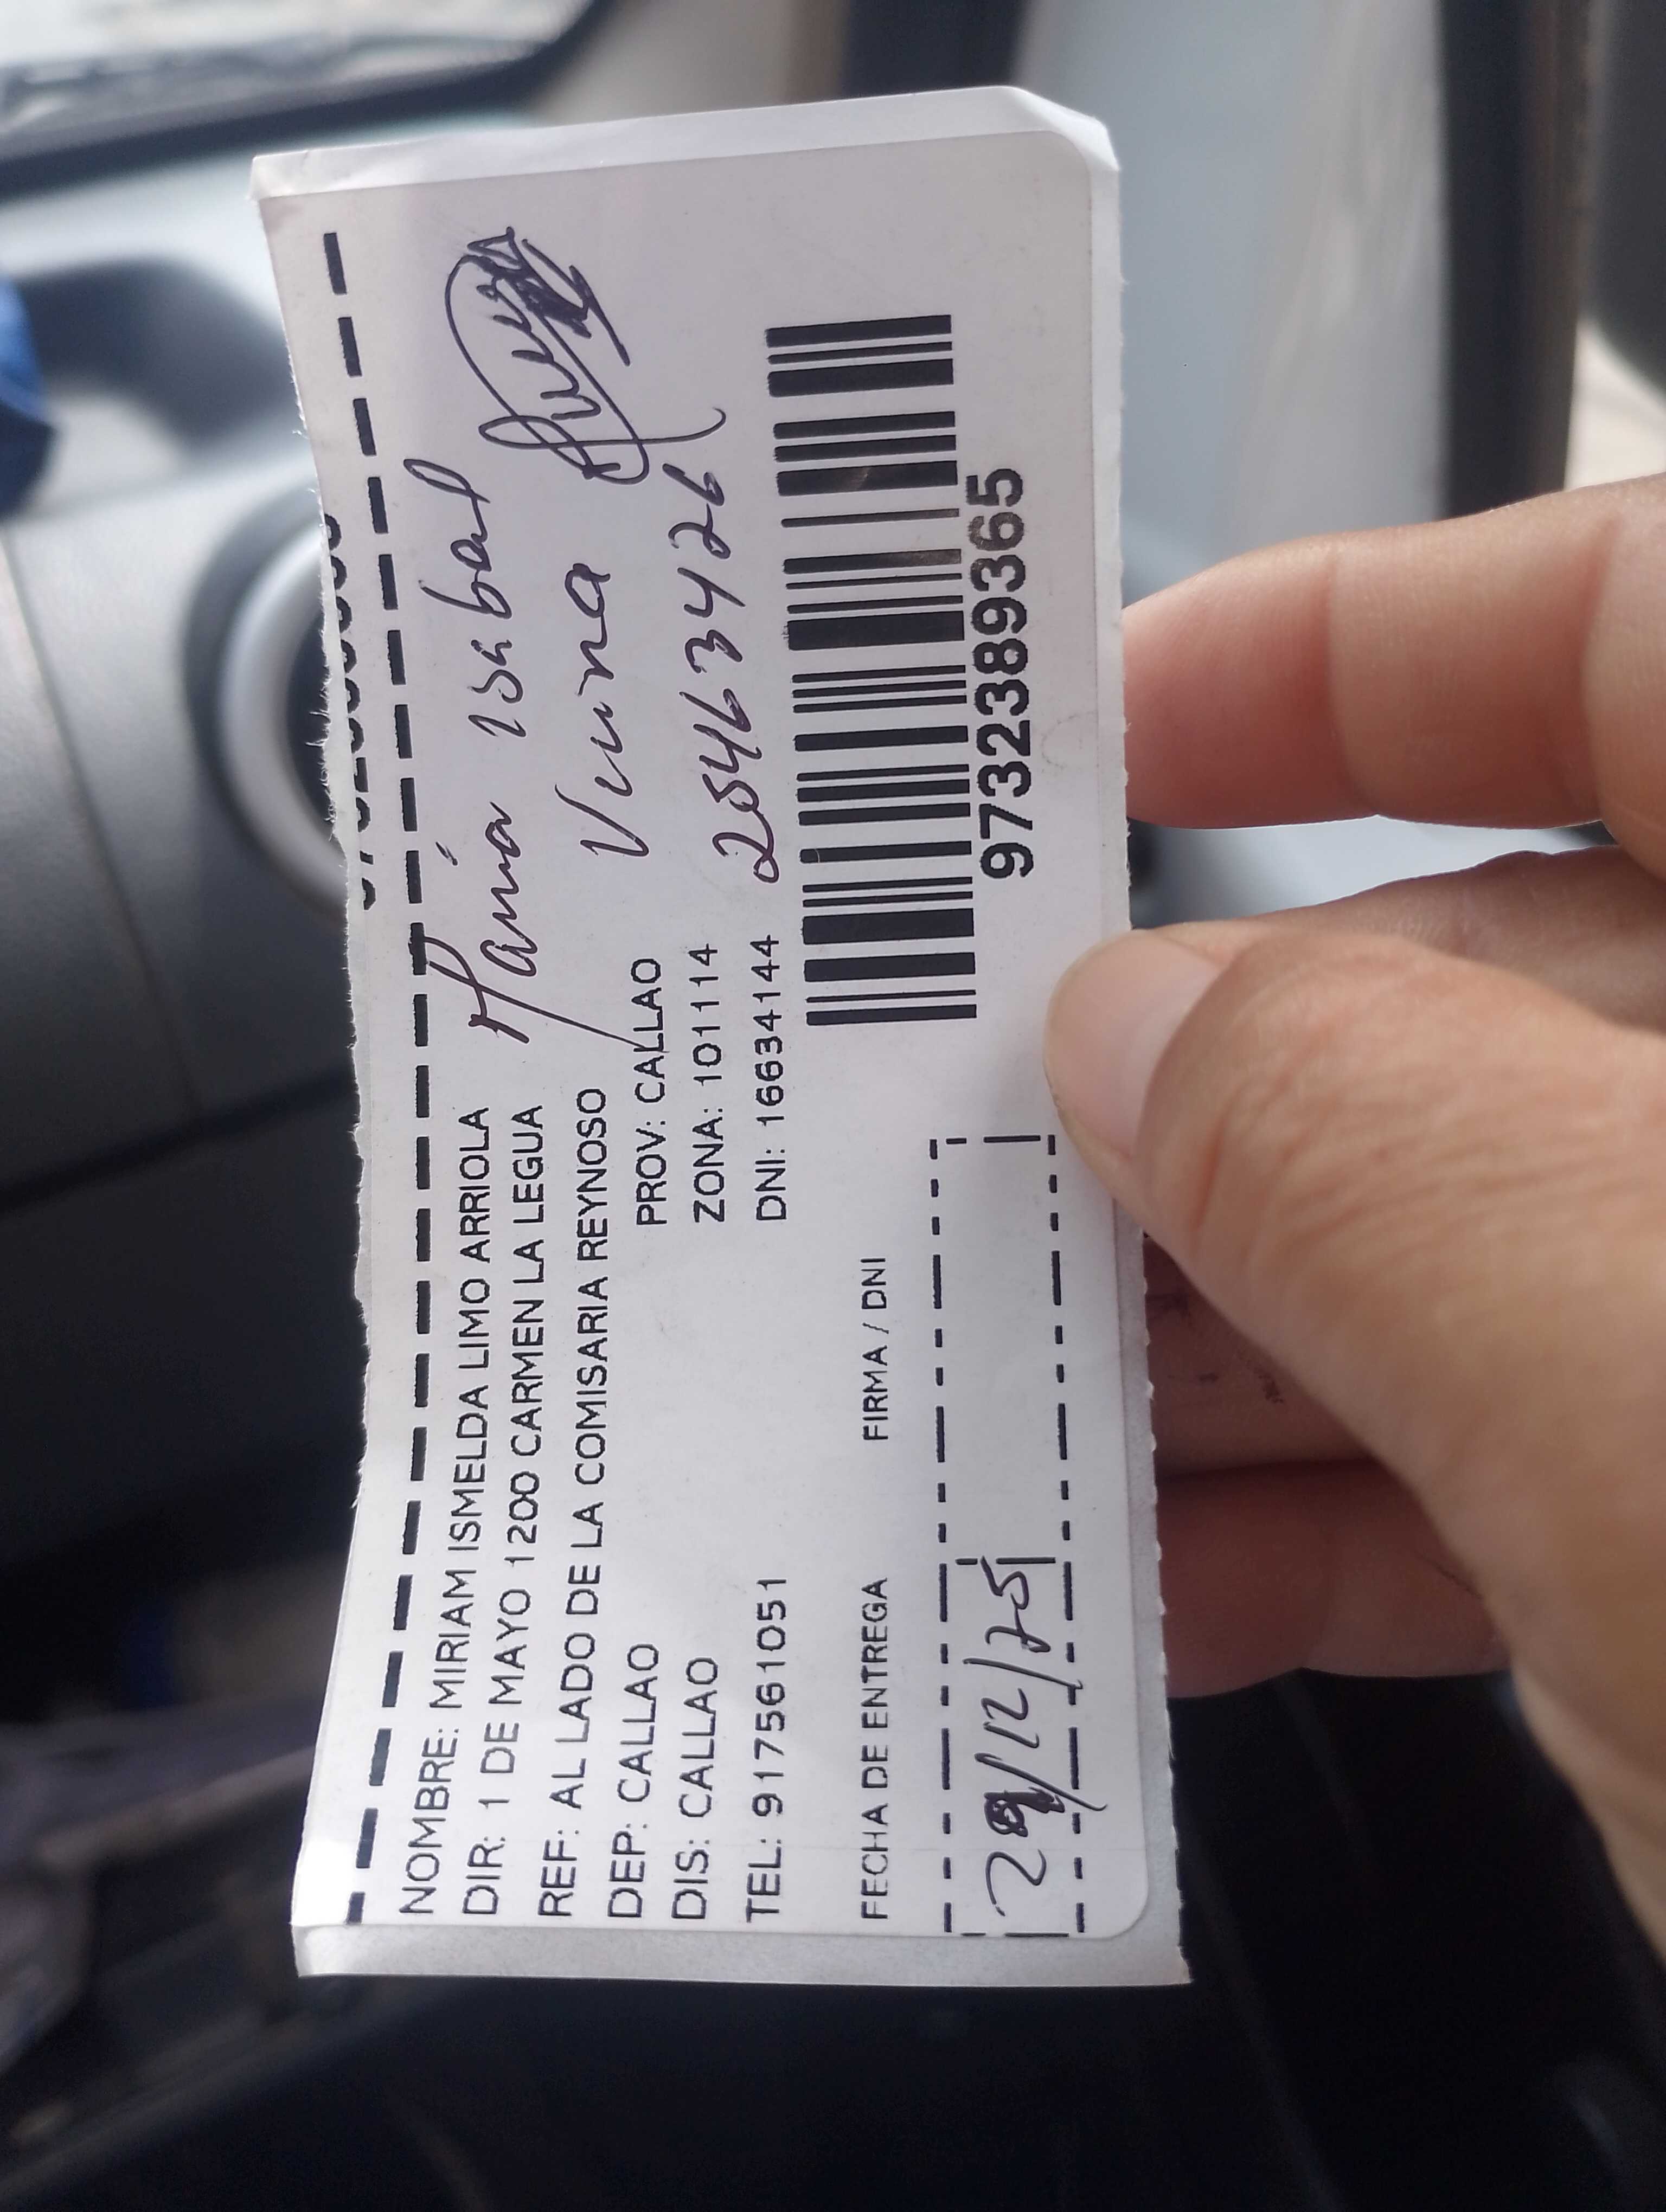 NOMBRE: MIRIAM ISMELDA LIMO ARRIOLA
DIR: 1 DE MAYO 1200 CARMEN LA LEGUA
REF: AL LADO DE LA COMISARIA REYNOSO
DEP: CALLAO PROV: CALLAO
DIS: CALLAO ZONA: 101114
TEL: 917561051 DNI: 16634144
María Isabel
25463426
FECHA DE ENTREGA FIRMA / DNI
/12/25
9732389365